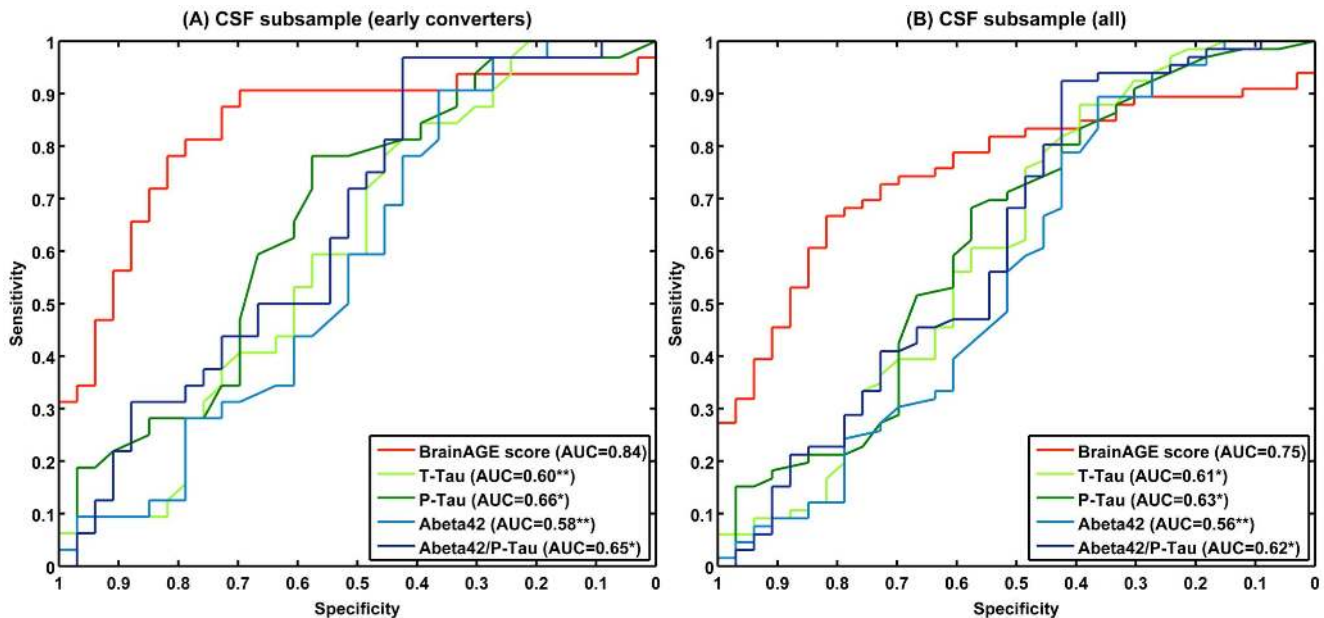 (A) CSF subsample (early converters)
1
0.9
0.8
0.7
0.6
0.5
0.4
0.3
0.2
0.1
0
Sensitivity
BrainAGE score (AUC=0.84)
T-Tau (AUC=0.60**)
P-Tau (AUC=0.66*)
Abeta42 (AUC=0.58**)
Abeta42/P-Tau (AUC=0.65*)
1 0.9 0.8 0.7 0.6 0.5 0.4 0.3 0.2 0.1 0
Specificity
(B) CSF subsample (all)
1
0.9
0.8
0.7
0.6
0.5
0.4
0.3
0.2
0.1
0
Sensitivity
BrainAGE score (AUC=0.75)
T-Tau (AUC=0.61*)
P-Tau (AUC=0.63*)
Abeta42 (AUC=0.56**)
Abeta42/P-Tau (AUC=0.62*)
1 0.9 0.8 0.7 0.6 0.5 0.4 0.3 0.2 0.1 0
Specificity